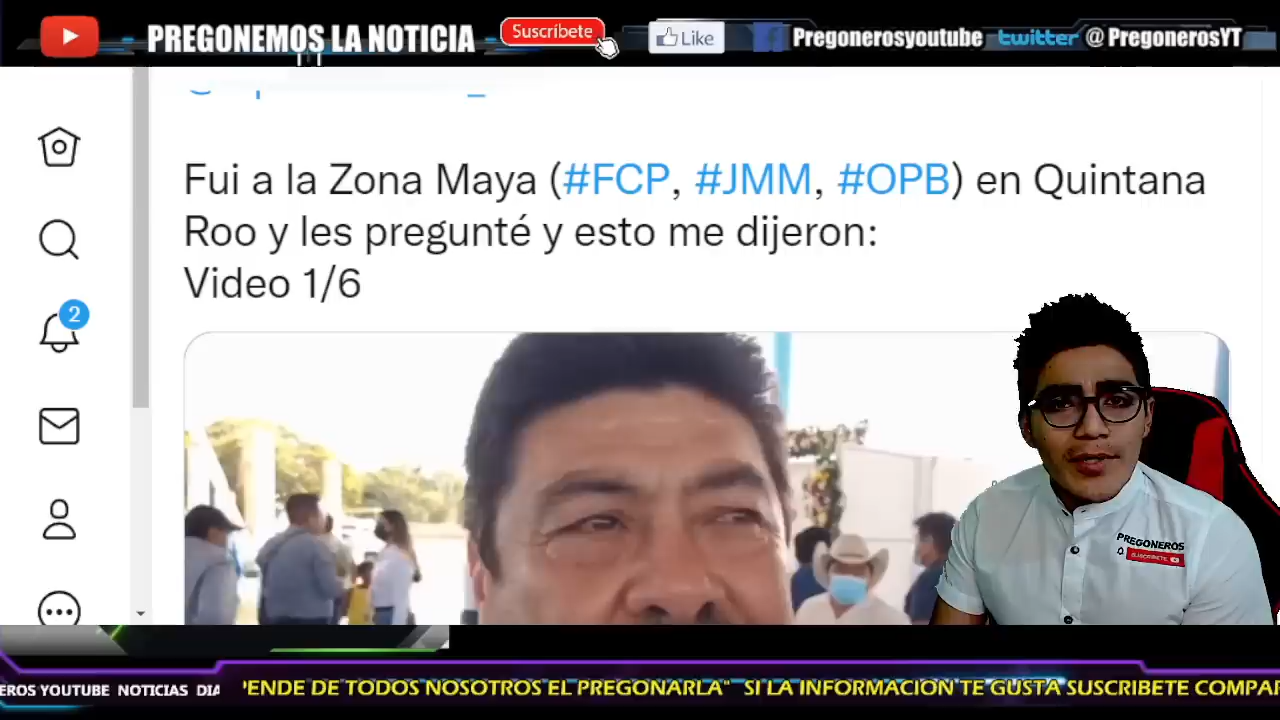 PREGONEMOS LA NOTICIA
Suscríbete
Like
Pregonerosyoutube
twitter @PregonerosYT
Fui a la Zona Maya (#FCP, #JMM, #OPB) en Quintana
Roo y les pregunté y esto me dijeron:
Video 1/6
2
PREGONEROS
SUSCRIBETE
EROS YOUTUBE NOTICIAS DIA
'ENDE DE TODOS NOSOTROS EL PREGONARLA" SI LA INFORMACION TE GUSTA SUSCRIBETE COMPAR